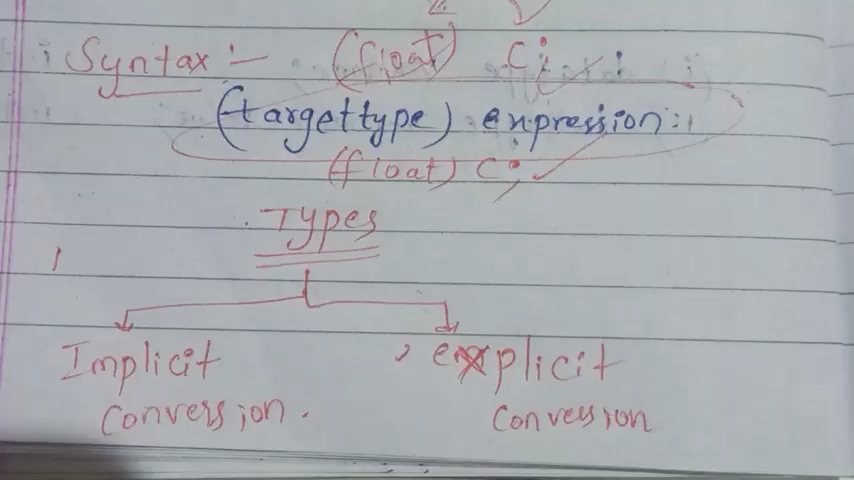 Syntax :- (float) C;
(targettype) expression;
(float) C;
Types
Implicit explicit
Conversion. Conversion